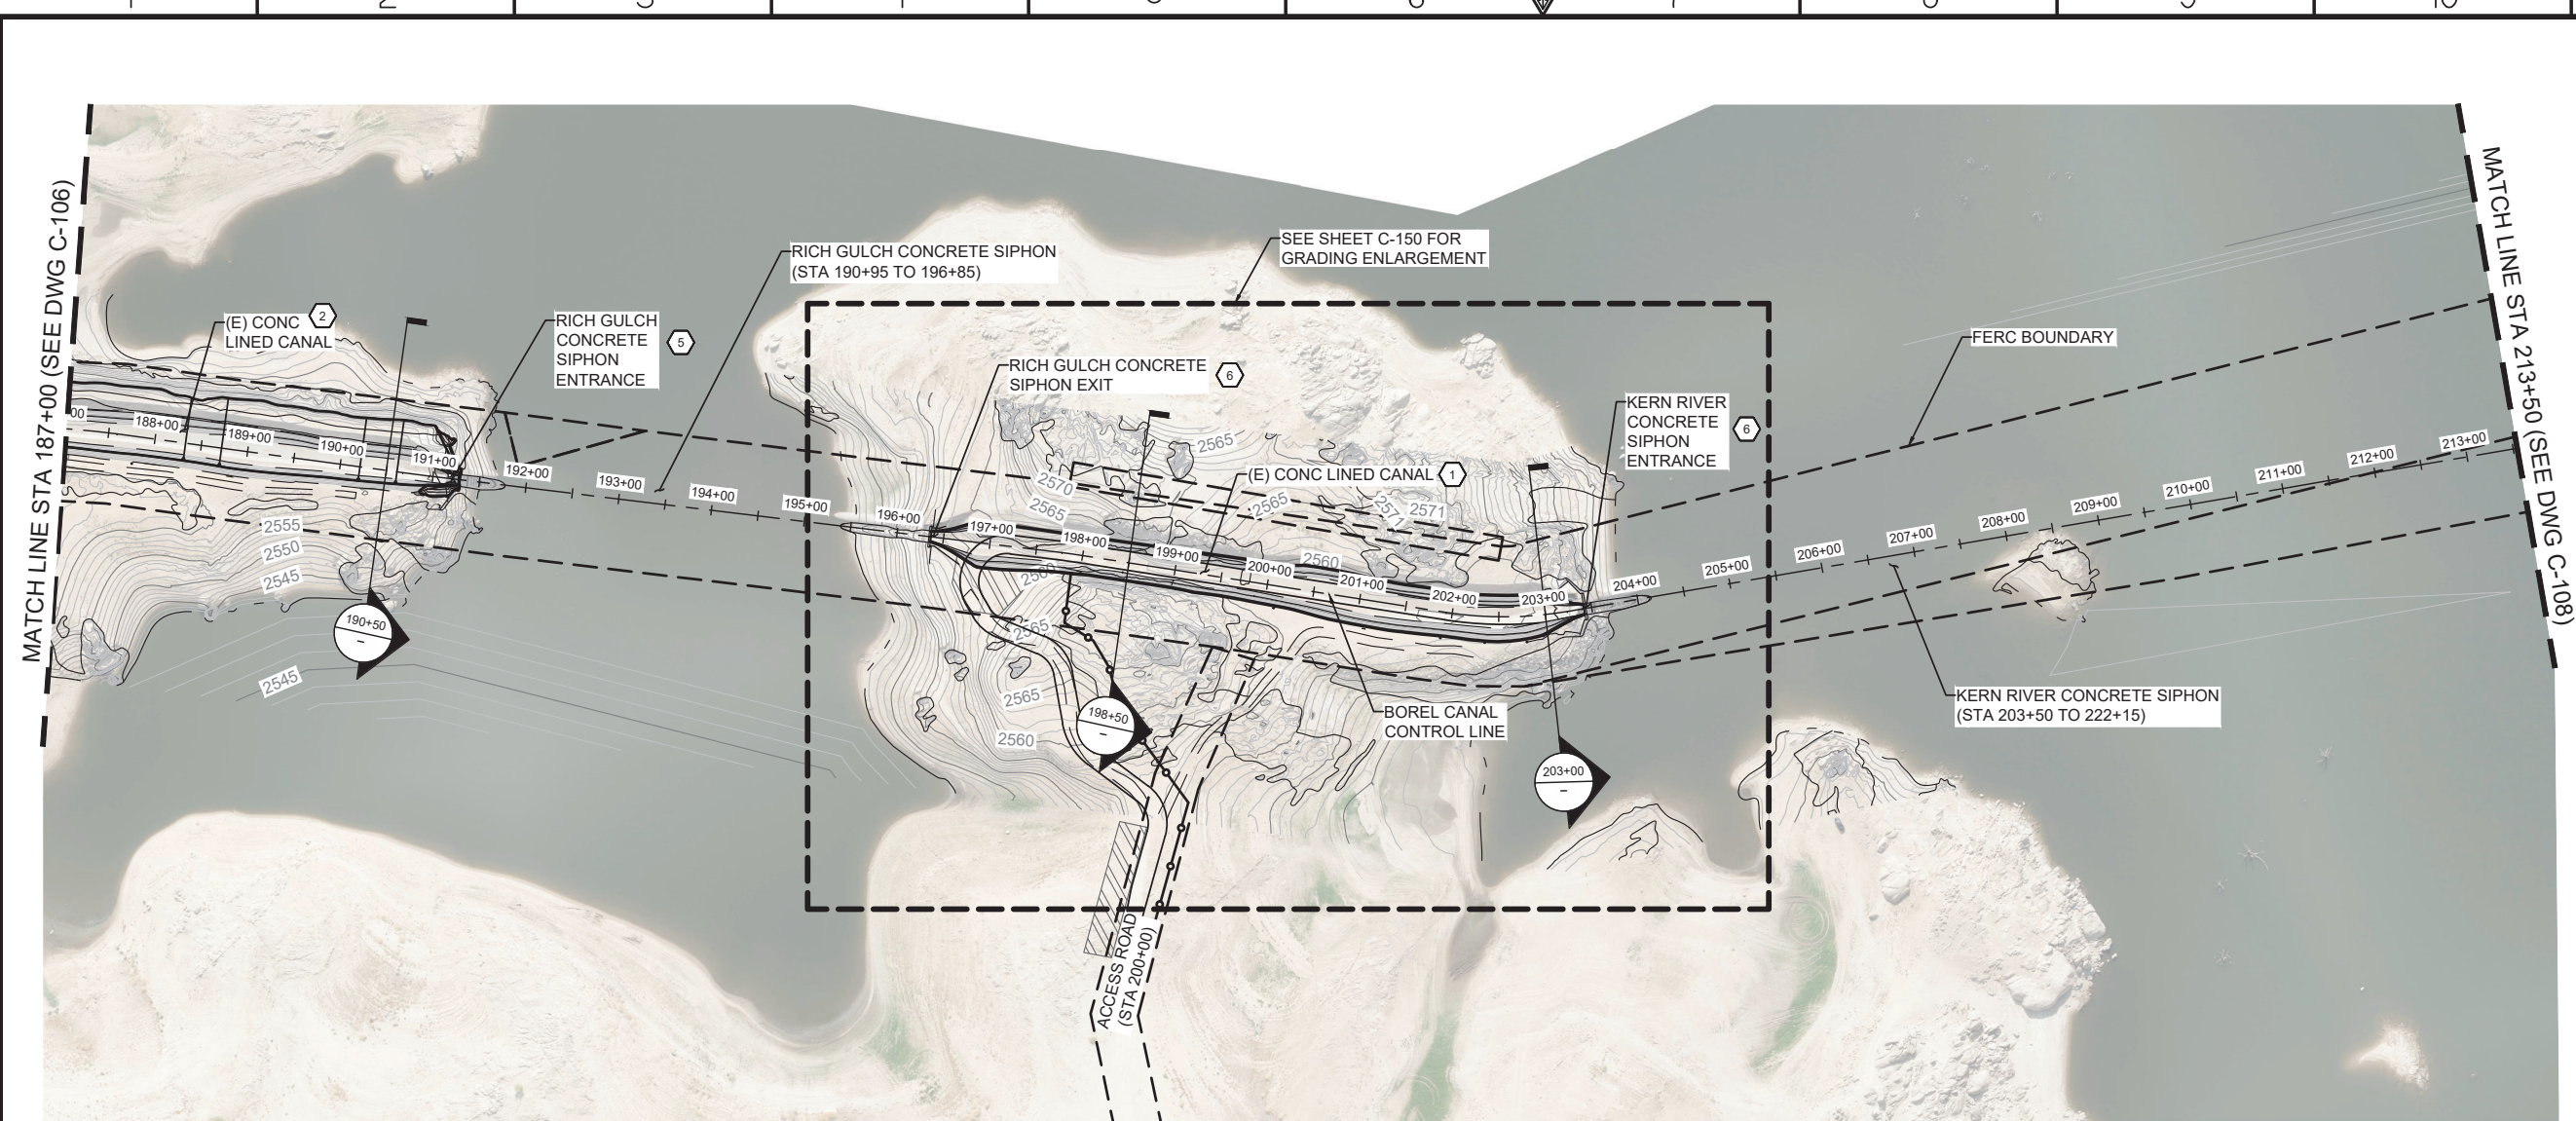 MATCH LINE STA 187+00 (SEE DWG C-106)
(E) CONC
LINED CANAL
2
RICH GULCH
CONCRETE
SIPHON
ENTRANCE
5
RICH GULCH CONCRETE SIPHON
(STA 190+95 TO 196+85)
SEE SHEET C-150 FOR
GRADING ENLARGEMENT
RICH GULCH CONCRETE
SIPHON EXIT
6
(E) CONC LINED CANAL
1
KERN RIVER
CONCRETE
SIPHON
ENTRANCE
6
FERC BOUNDARY
MATCH LINE STA 213+50 (SEE DWG C-108)
00
188+00
189+00
190+00
191+00
192+00
193+00
194+00
195+00
196+00
197+00
198+00
199+00
200+00
201+00
202+00
203+00
204+00
205+00
206+00
207+00
208+00
209+00
210+00
211+00
212+00
213+00
2555
2550
2545
2545
2565
2570
2565
2565
2571
2571
2560
2560
2565
2565
2560
190+50
–
198+50
–
203+00
–
BOREL CANAL
CONTROL LINE
KERN RIVER CONCRETE SIPHON
(STA 203+50 TO 222+15)
ACCESS ROAD
(STA 200+00)